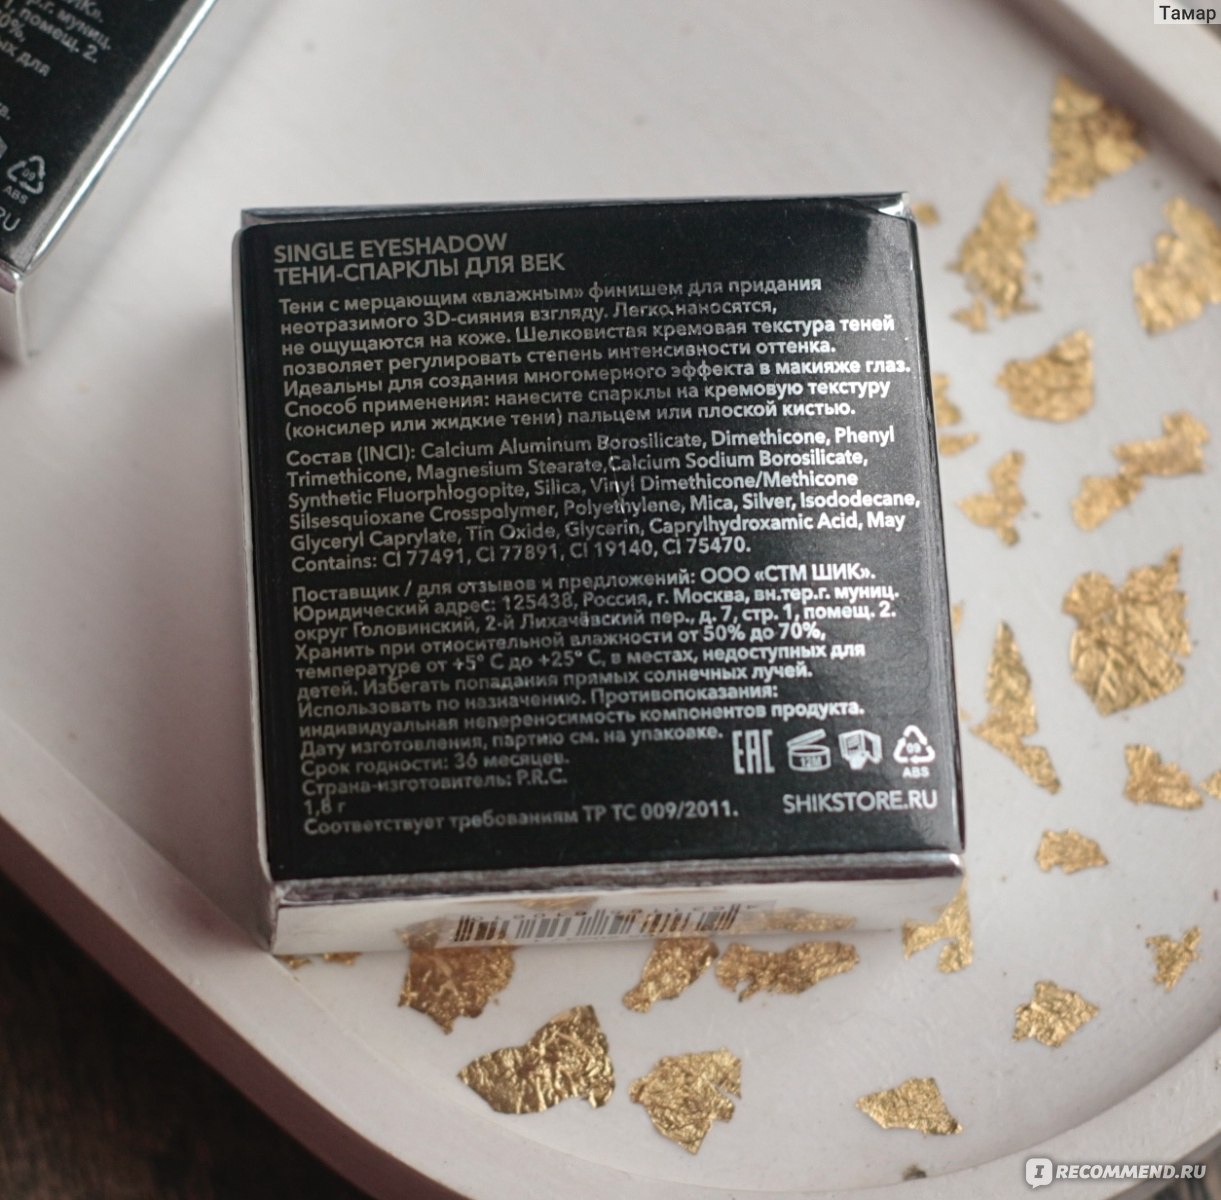 Тамар
муниц.
помещ. 2.
для
09
ABS
SINGLE EYESHADOW
ТЕНИ-СПАРКЛЫ ДЛЯ ВЕК
Тени с мерцающим «влажным» финишем для придания
неотразимого 3D-сияния взгляду. Легко наносятся,
не ощущаются на коже. Шелковистая кремовая текстура теней
позволяет регулировать степень интенсивности оттенка.
Идеальны для создания многомерного эффекта в макияже глаз.
Способ применения: нанесите спарклы на кремовую текстуру
(консилер или жидкие тени) пальцем или плоской кистью.
Состав (INCI): Calcium Aluminum Borosilicate, Dimethicone, Phenyl
Trimethicone, Magnesium Stearate,Calcium Sodium Borosilicate,
Synthetic Fluorphlogopite, Silica, Vinyl Dimethicone/Methicone
Silsesquioxane Crosspolymer, Polyethylene, Mica, Silver, Isododecane,
Glyceryl Caprylate, Tin Oxide, Glycerin, Caprylhydroxamic Acid, May
Contains: CI 77491, CI 77891, CI 19140, CI 75470.
Поставщик / для отзывов и предложений: ООО «СТМ ШИК».
Юридический адрес: 125438, Россия, г. Москва, вн.тер.г. муниц.
округ Головинский, 2-й Лихачёвский пер., д. 7, стр. 1, помещ. 2.
Хранить при относительной влажности от 50% до 70%,
температуре от +5° С до +25° С, в местах, недоступных для
детей. Избегать попадания прямых солнечных лучей.
Использовать по назначению. Противопоказания:
индивидуальная непереносимость компонентов продукта.
Дату изготовления, партию см. на упаковке.
Срок годности: 36 месяцев.
Страна-изготовитель: P.R.C.
1,8 г
Соответствует требованиям ТР ТС 009/2011.
EAC
12M
09
ABS
SHIKSTORE.RU
IRECOMMEND.RU